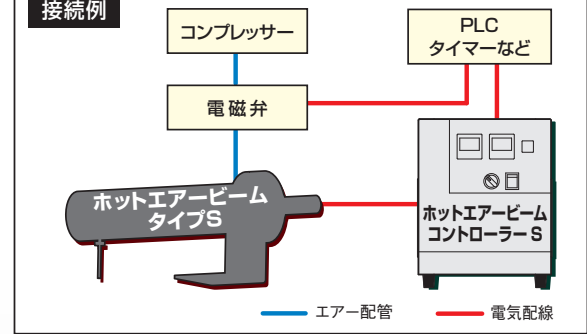 接続例
コンプレッサー
PLC
タイマーなど
電磁弁
ホットエアービーム
タイプS
ホットエアービーム
コントローラーS
エアー配管
電気配線